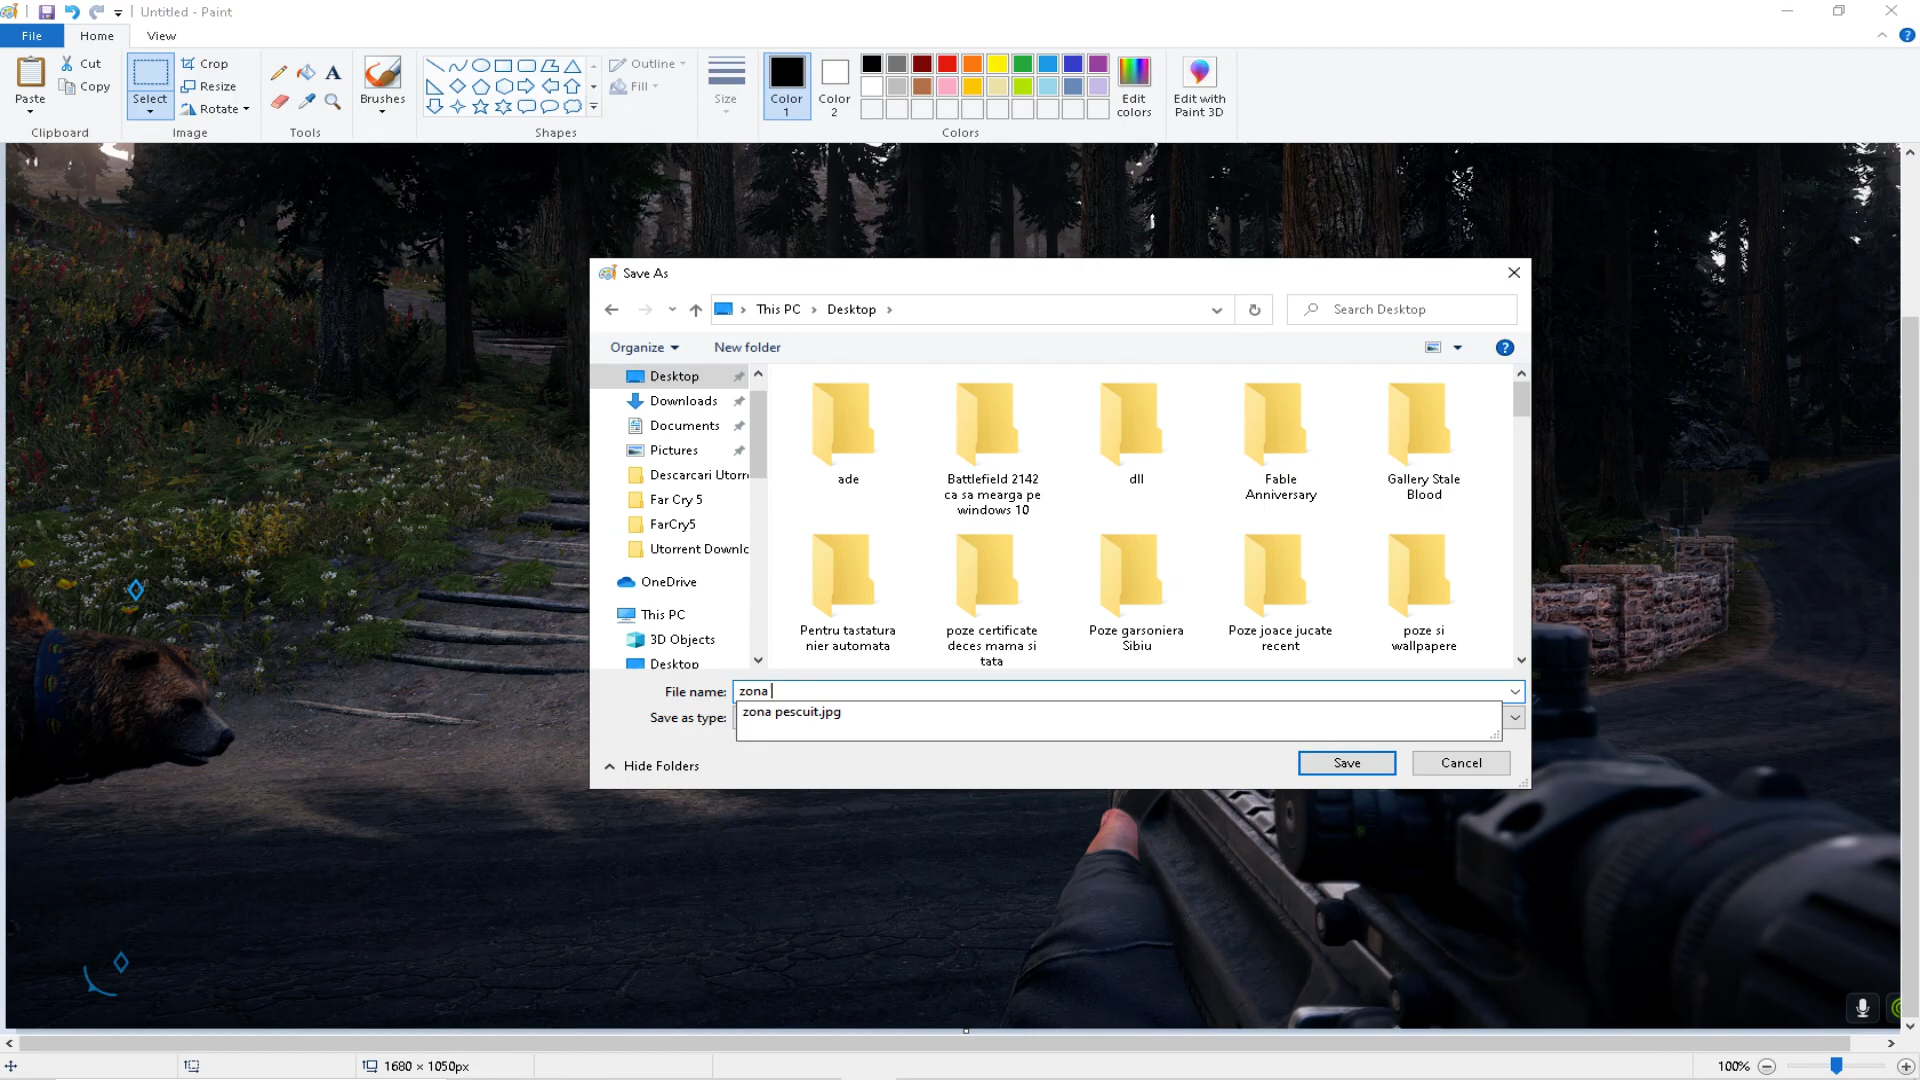 Untitled - Paint
File
Home
View
Paste
Cut
Copy
Clipboard
Select
Crop
Resize
Rotate
Image
A
Tools
Brushes
Outline
Fill
Shapes
Size
Color 1
Color 2
Edit colors
Colors
Edit with Paint 3D
Save As
This PC
Desktop
Search Desktop
Organize
New folder
Desktop
Downloads
Documents
Pictures
Descarcari Utorr
Far Cry 5
FarCry5
Utorrent Downlc
OneDrive
This PC
3D Objects
Desktop
ade
Battlefield 2142
ca sa mearga pe
windows 10
dll
Fable
Anniversary
Gallery Stale
Blood
Pentru tastatura
nier automata
poze certificate
deces mama si
tata
Poze garsoniera
Sibiu
Poze joace jucate
recent
poze si
wallpapere
File name: zona
zona pescuit.jpg
Save as type:
Hide Folders
Save
Cancel
1680 × 1050px
100%